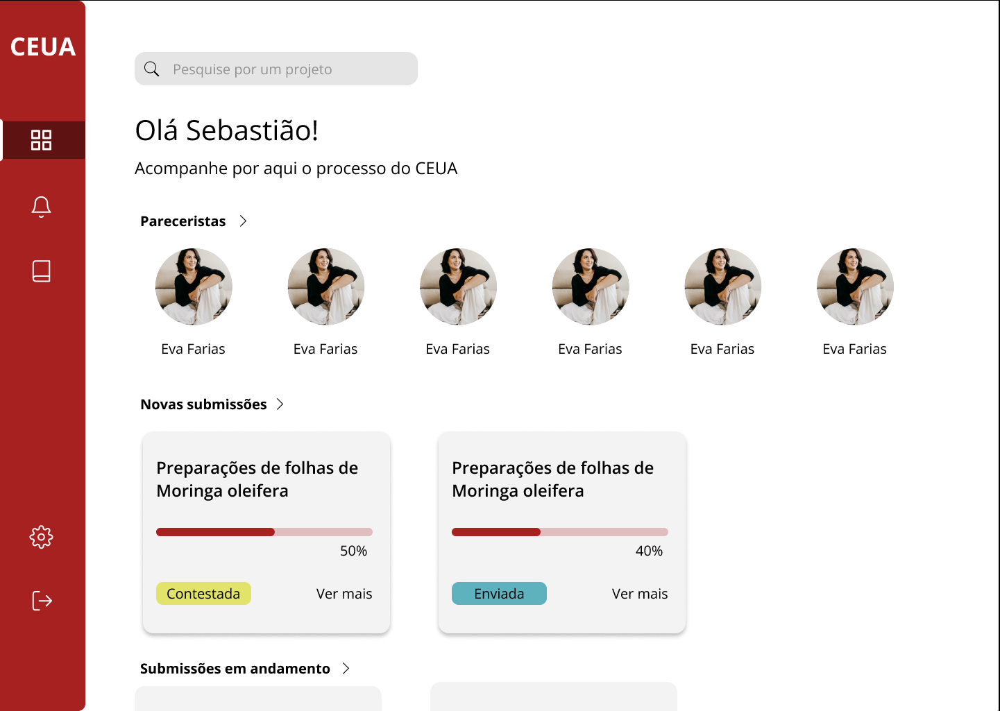 CEUA
Pesquise por um projeto
Olá Sebastião!
Acompanhe por aqui o processo do CEUA
Pareceristas
Eva Farias
Eva Farias
Eva Farias
Eva Farias
Eva Farias
Eva Farias
Novas submissões
Preparações de folhas de
Moringa oleifera
50%
Contestada
Ver mais
Preparações de folhas de
Moringa oleifera
40%
Enviada
Ver mais
Submissões em andamento